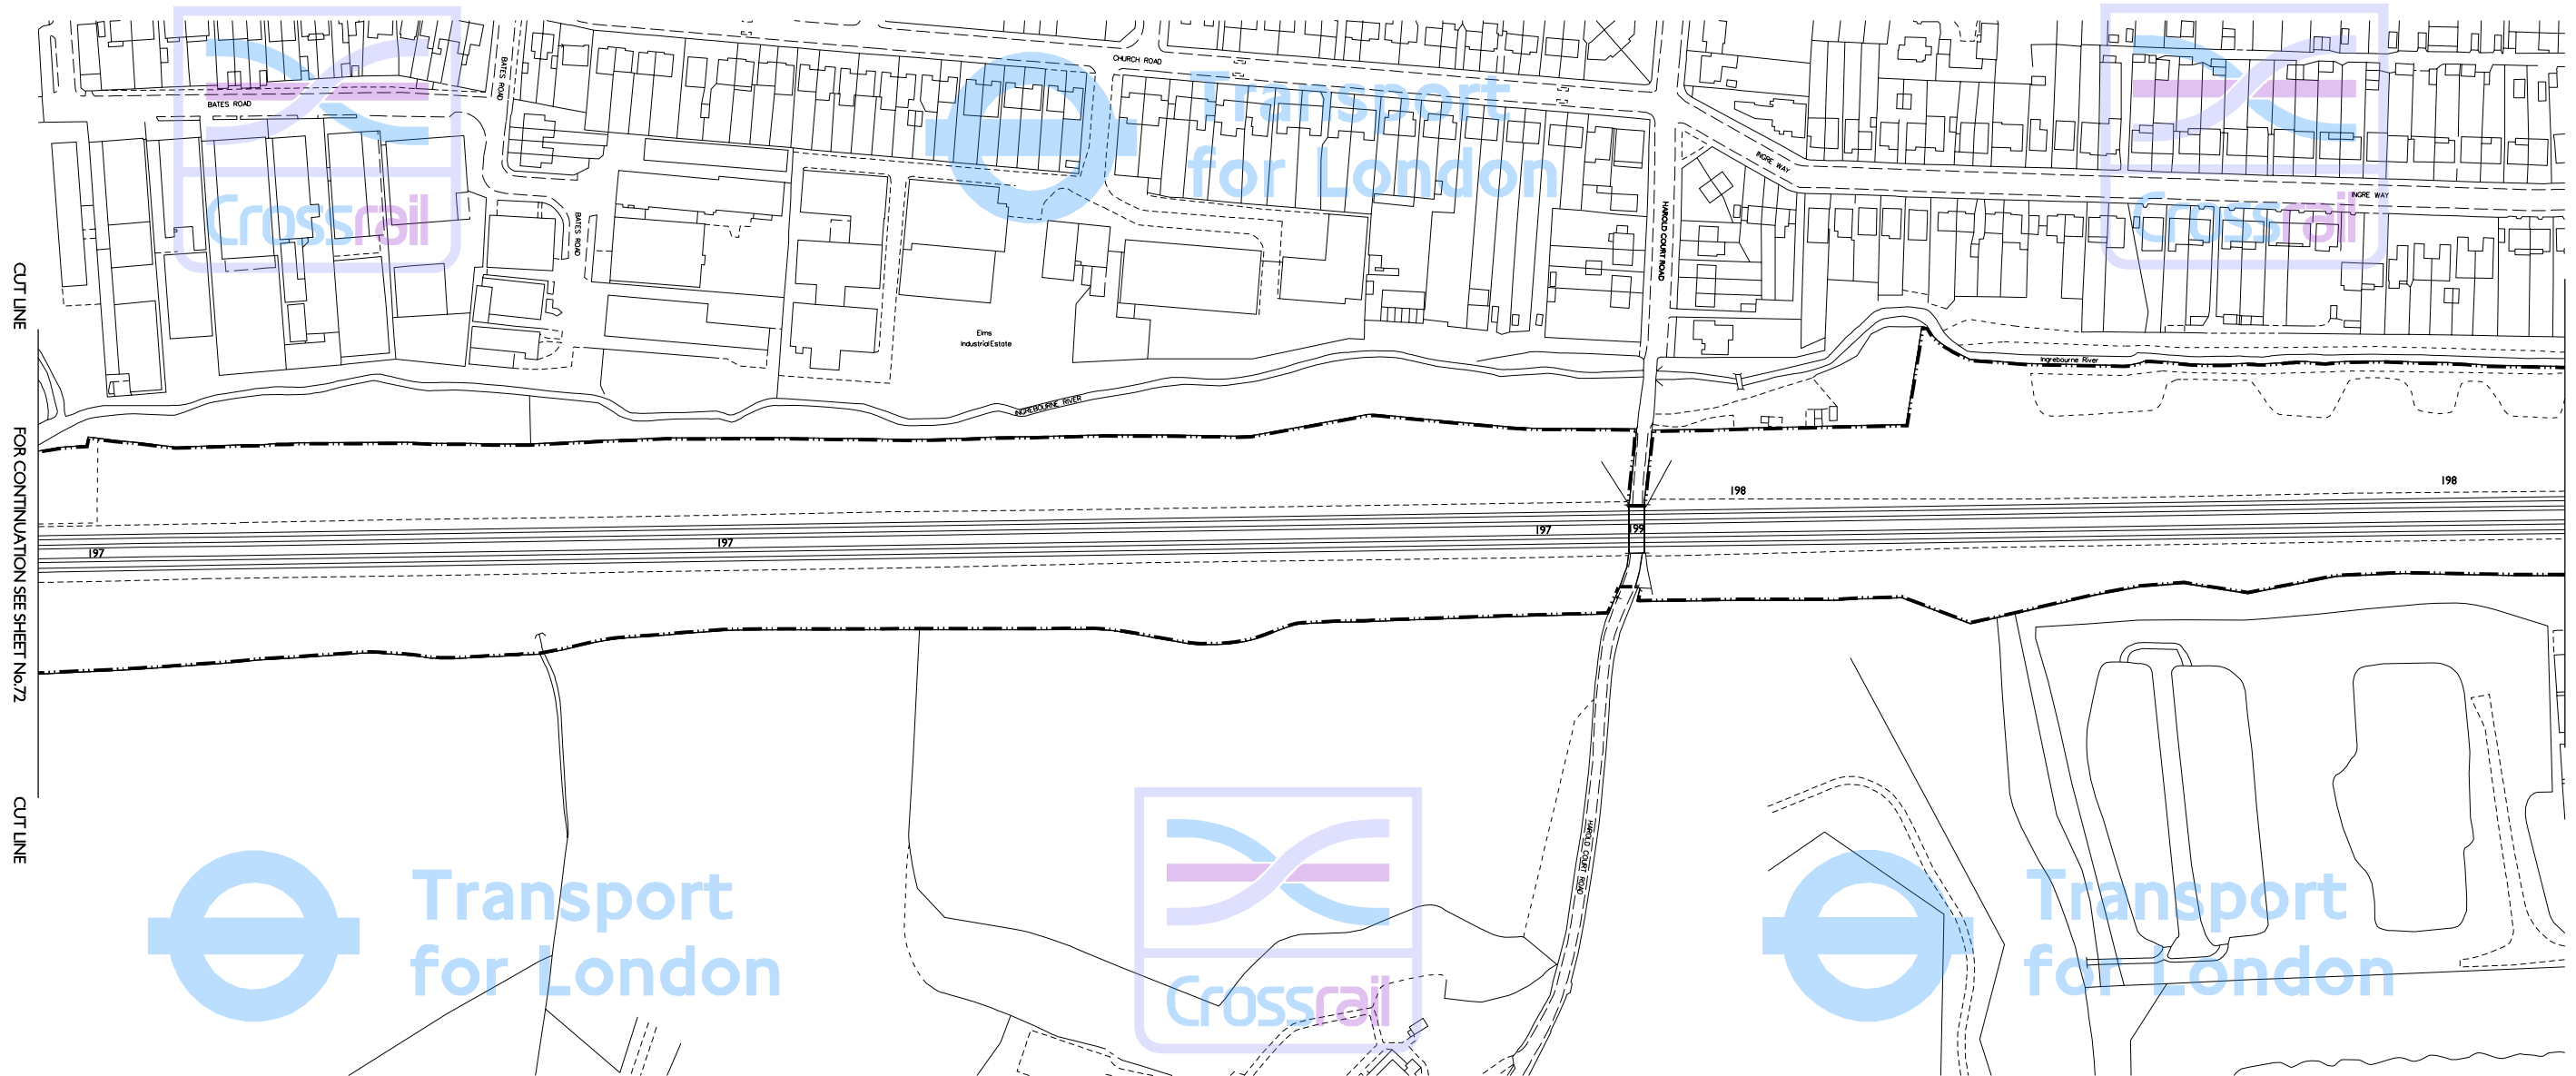 CHURCH ROAD
BATES ROAD
BATES ROAD
BATES ROAD
Crossrail
Transport
for London
INGRE WAY
INGRE WAY
Crossrail
HAROLD COURT ROAD
CUT LINE
Elms
Industrial Estate
Ingrebourne River
INGREBOURNE RIVER
FOR CONTINUATION SEE SHEET No.72
198
198
197
197
197
199
HAROLD COURT ROAD
CUT LINE
Transport
for London
Crossrail
Transport
for London